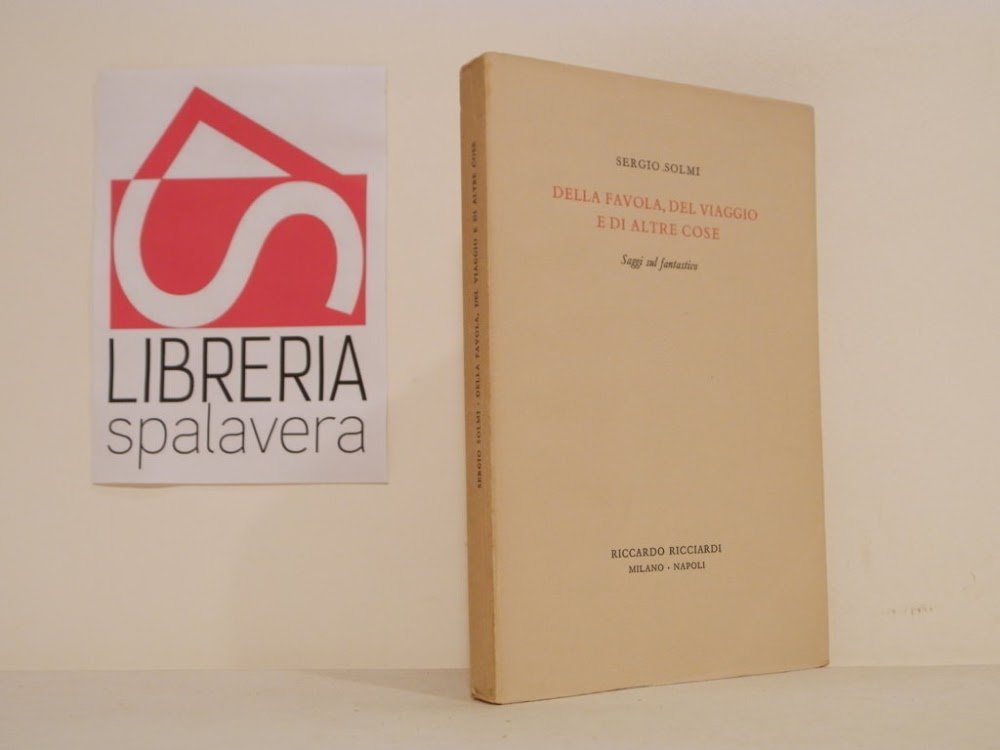 LIBRERIA
spalavera
SERGIO SOLMI · DELLA FAVOLA, DEL VIAGGIO E DI ALTRE COSE
SERGIO SOLMI
DELLA FAVOLA, DEL VIAGGIO
E DI ALTRE COSE
Saggi sul fantastico
RICCARDO RICCIARDI
MILANO · NAPOLI